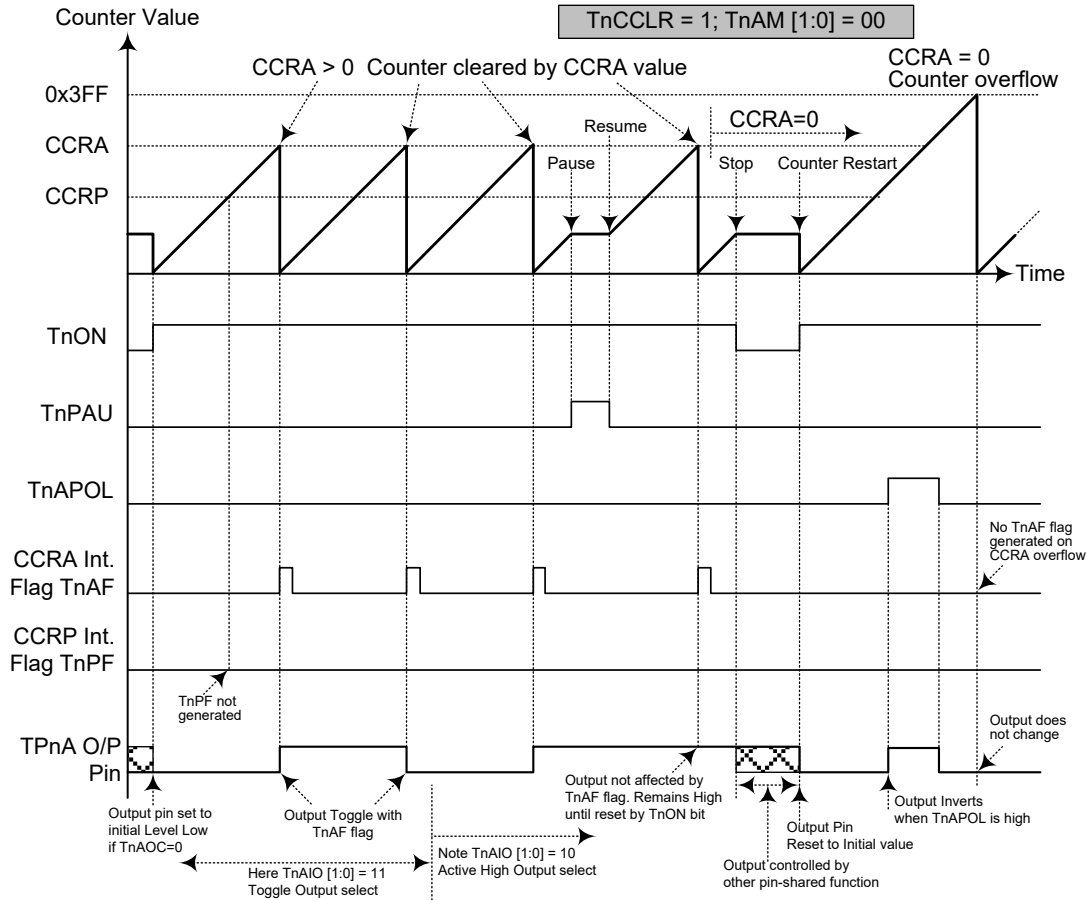 Counter Value
TnCCLR = 1; TnAM [1:0] = 00
CCRA > 0
Counter cleared by CCRA value
CCRA = 0
Counter overflow
0x3FF
CCRA=0
Resume
CCRA
Pause
Stop
Counter Restart
CCRP
Time
TnON
TnPAU
TnAPOL
No TnAF flag
generated on
CCRA overflow
CCRA Int.
Flag TnAF
CCRP Int.
Flag TnPF
TnPF not
generated
TPnA O/P
Pin
Output does
not change
Output pin set to
initial Level Low
if TnAOC=0
Output Toggle with
TnAF flag
Output not affected by
TnAF flag. Remains High
until reset by TnON bit
Output Pin
Reset to Initial value
Output Inverts
when TnAPOL is high
Here TnAIO [1:0] = 11
Toggle Output select
Note TnAIO [1:0] = 10
Active High Output select
Output controlled by
other pin-shared function